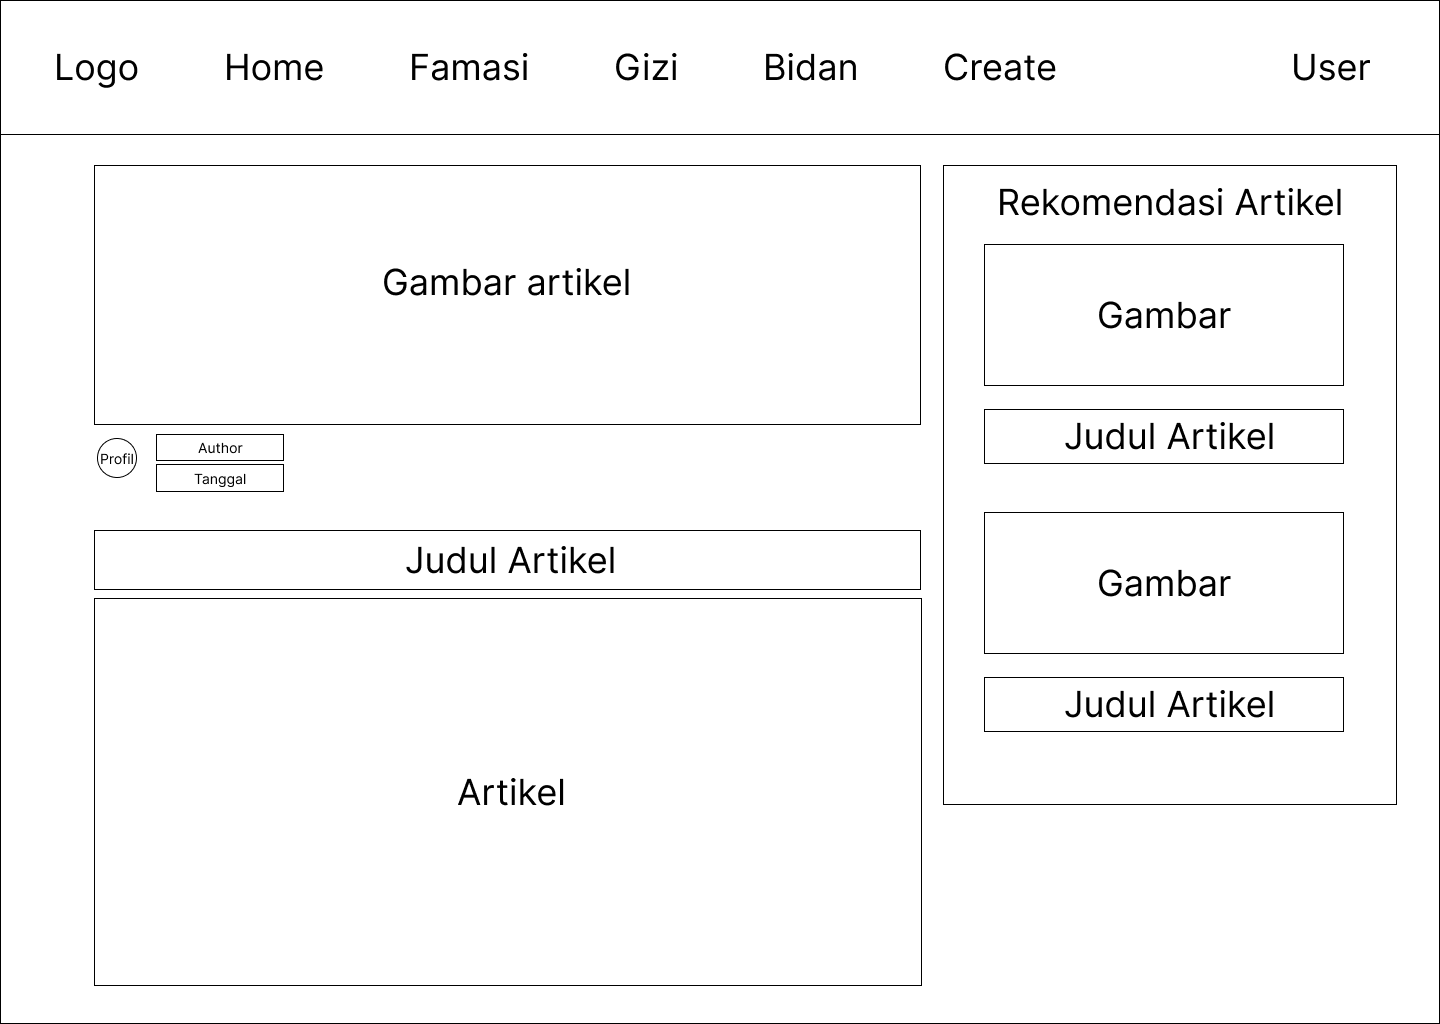 Logo Home Famasi Gizi Bidan Create User
Gambar artikel
Profil
Author
Tanggal
Judul Artikel
Artikel
Rekomendasi Artikel
Gambar
Judul Artikel
Gambar
Judul Artikel